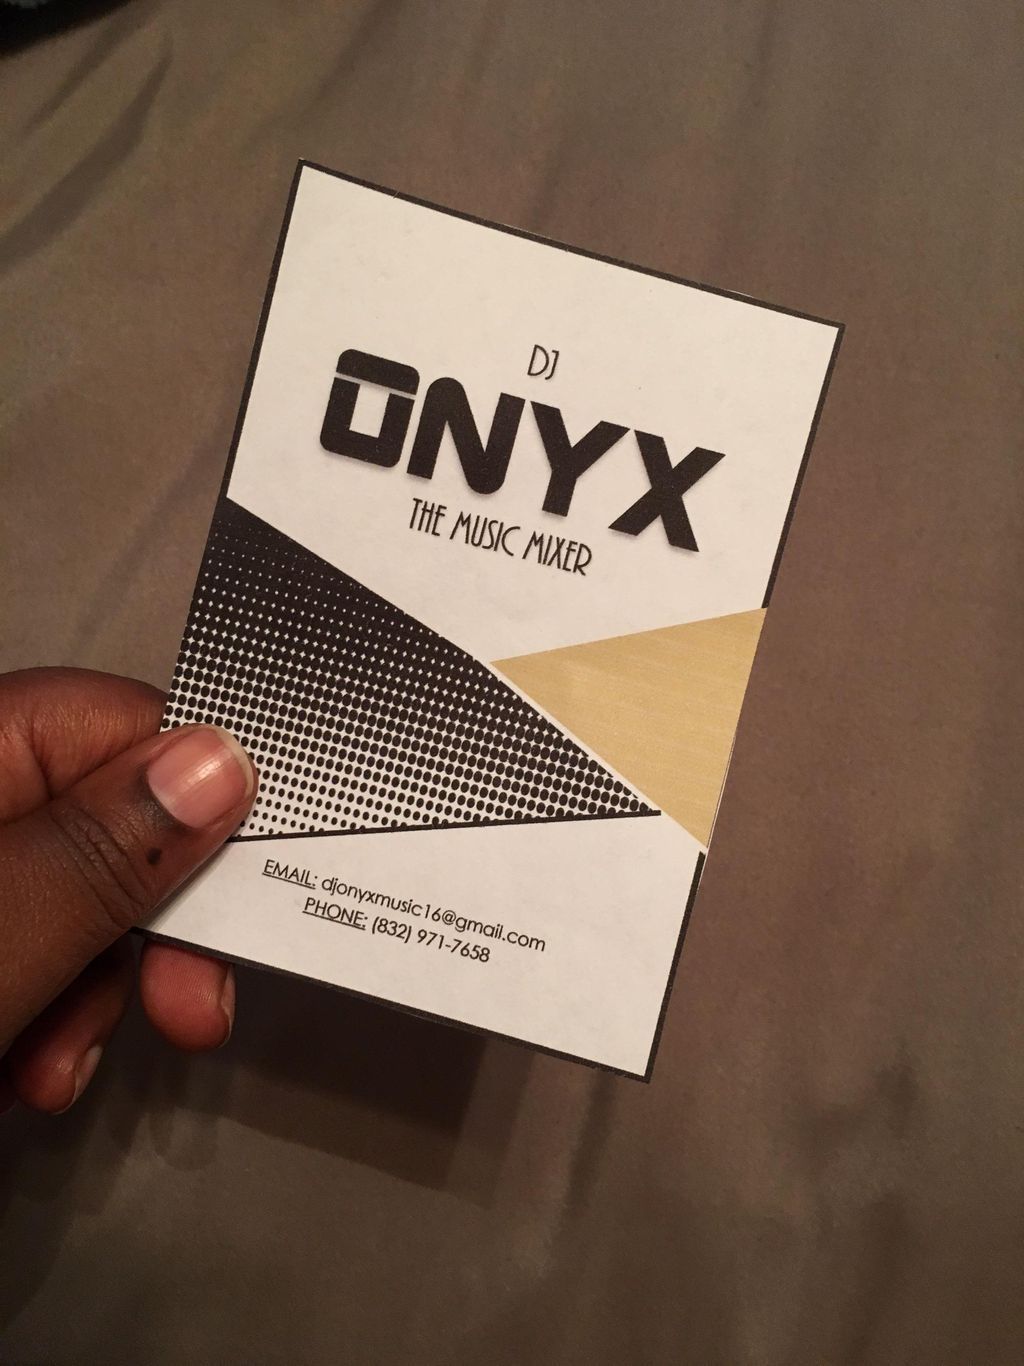 DJ
ONYX
THE MUSIC MIXER
EMAIL: djonyxmusic16@gmail.com
PHONE: (832) 971-7658